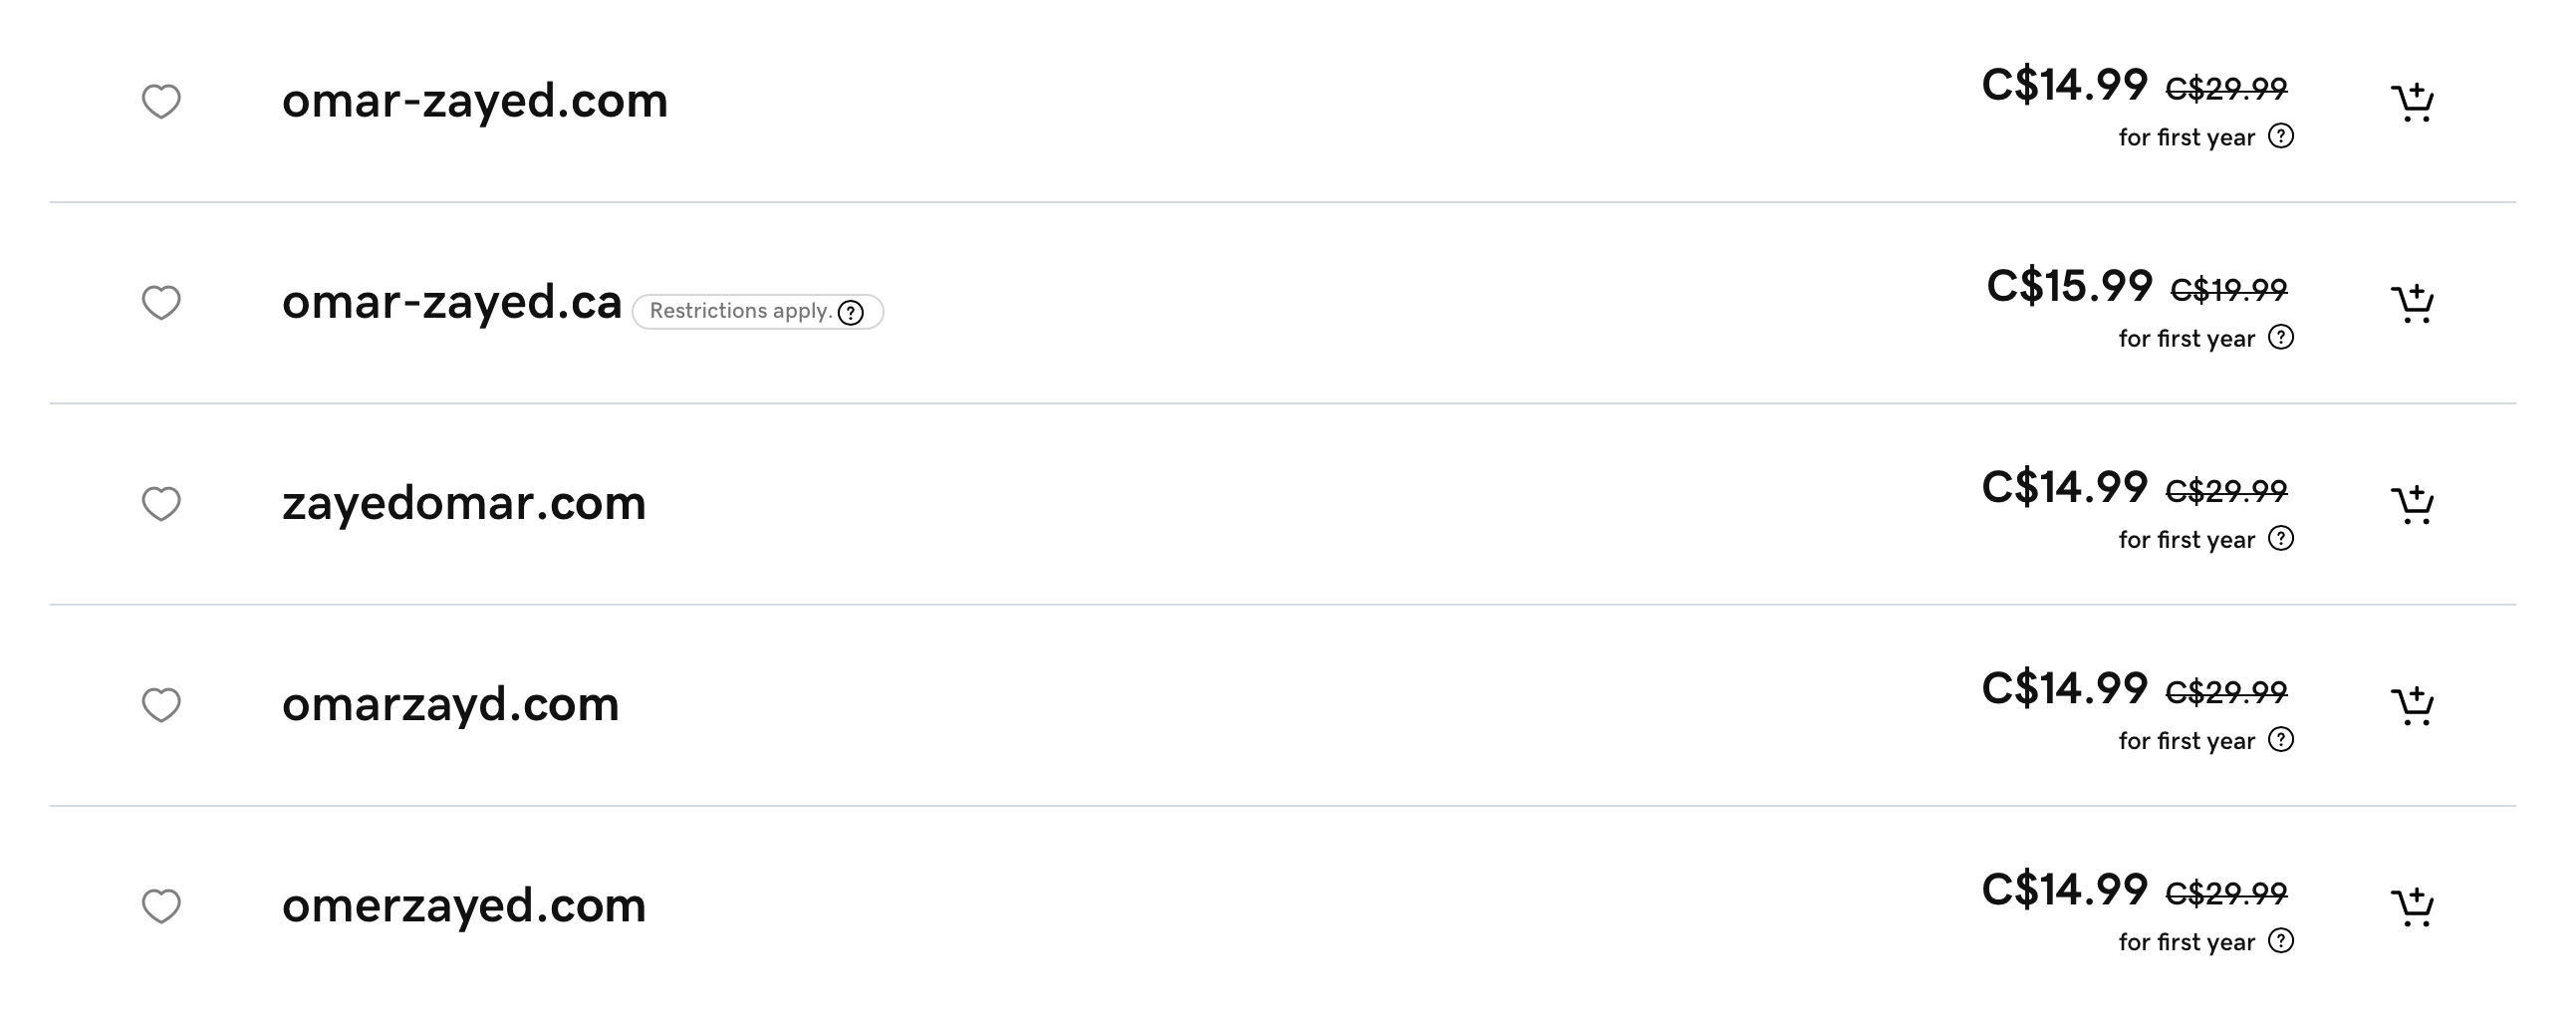 omar-zayed.com
C$14.99 C$29.99
for first year ?
omar-zayed.ca Restrictions apply. ?
C$15.99 C$19.99
for first year ?
zayedomar.com
C$14.99 C$29.99
for first year ?
omarzayd.com
C$14.99 C$29.99
for first year ?
omerzayed.com
C$14.99 C$29.99
for first year ?